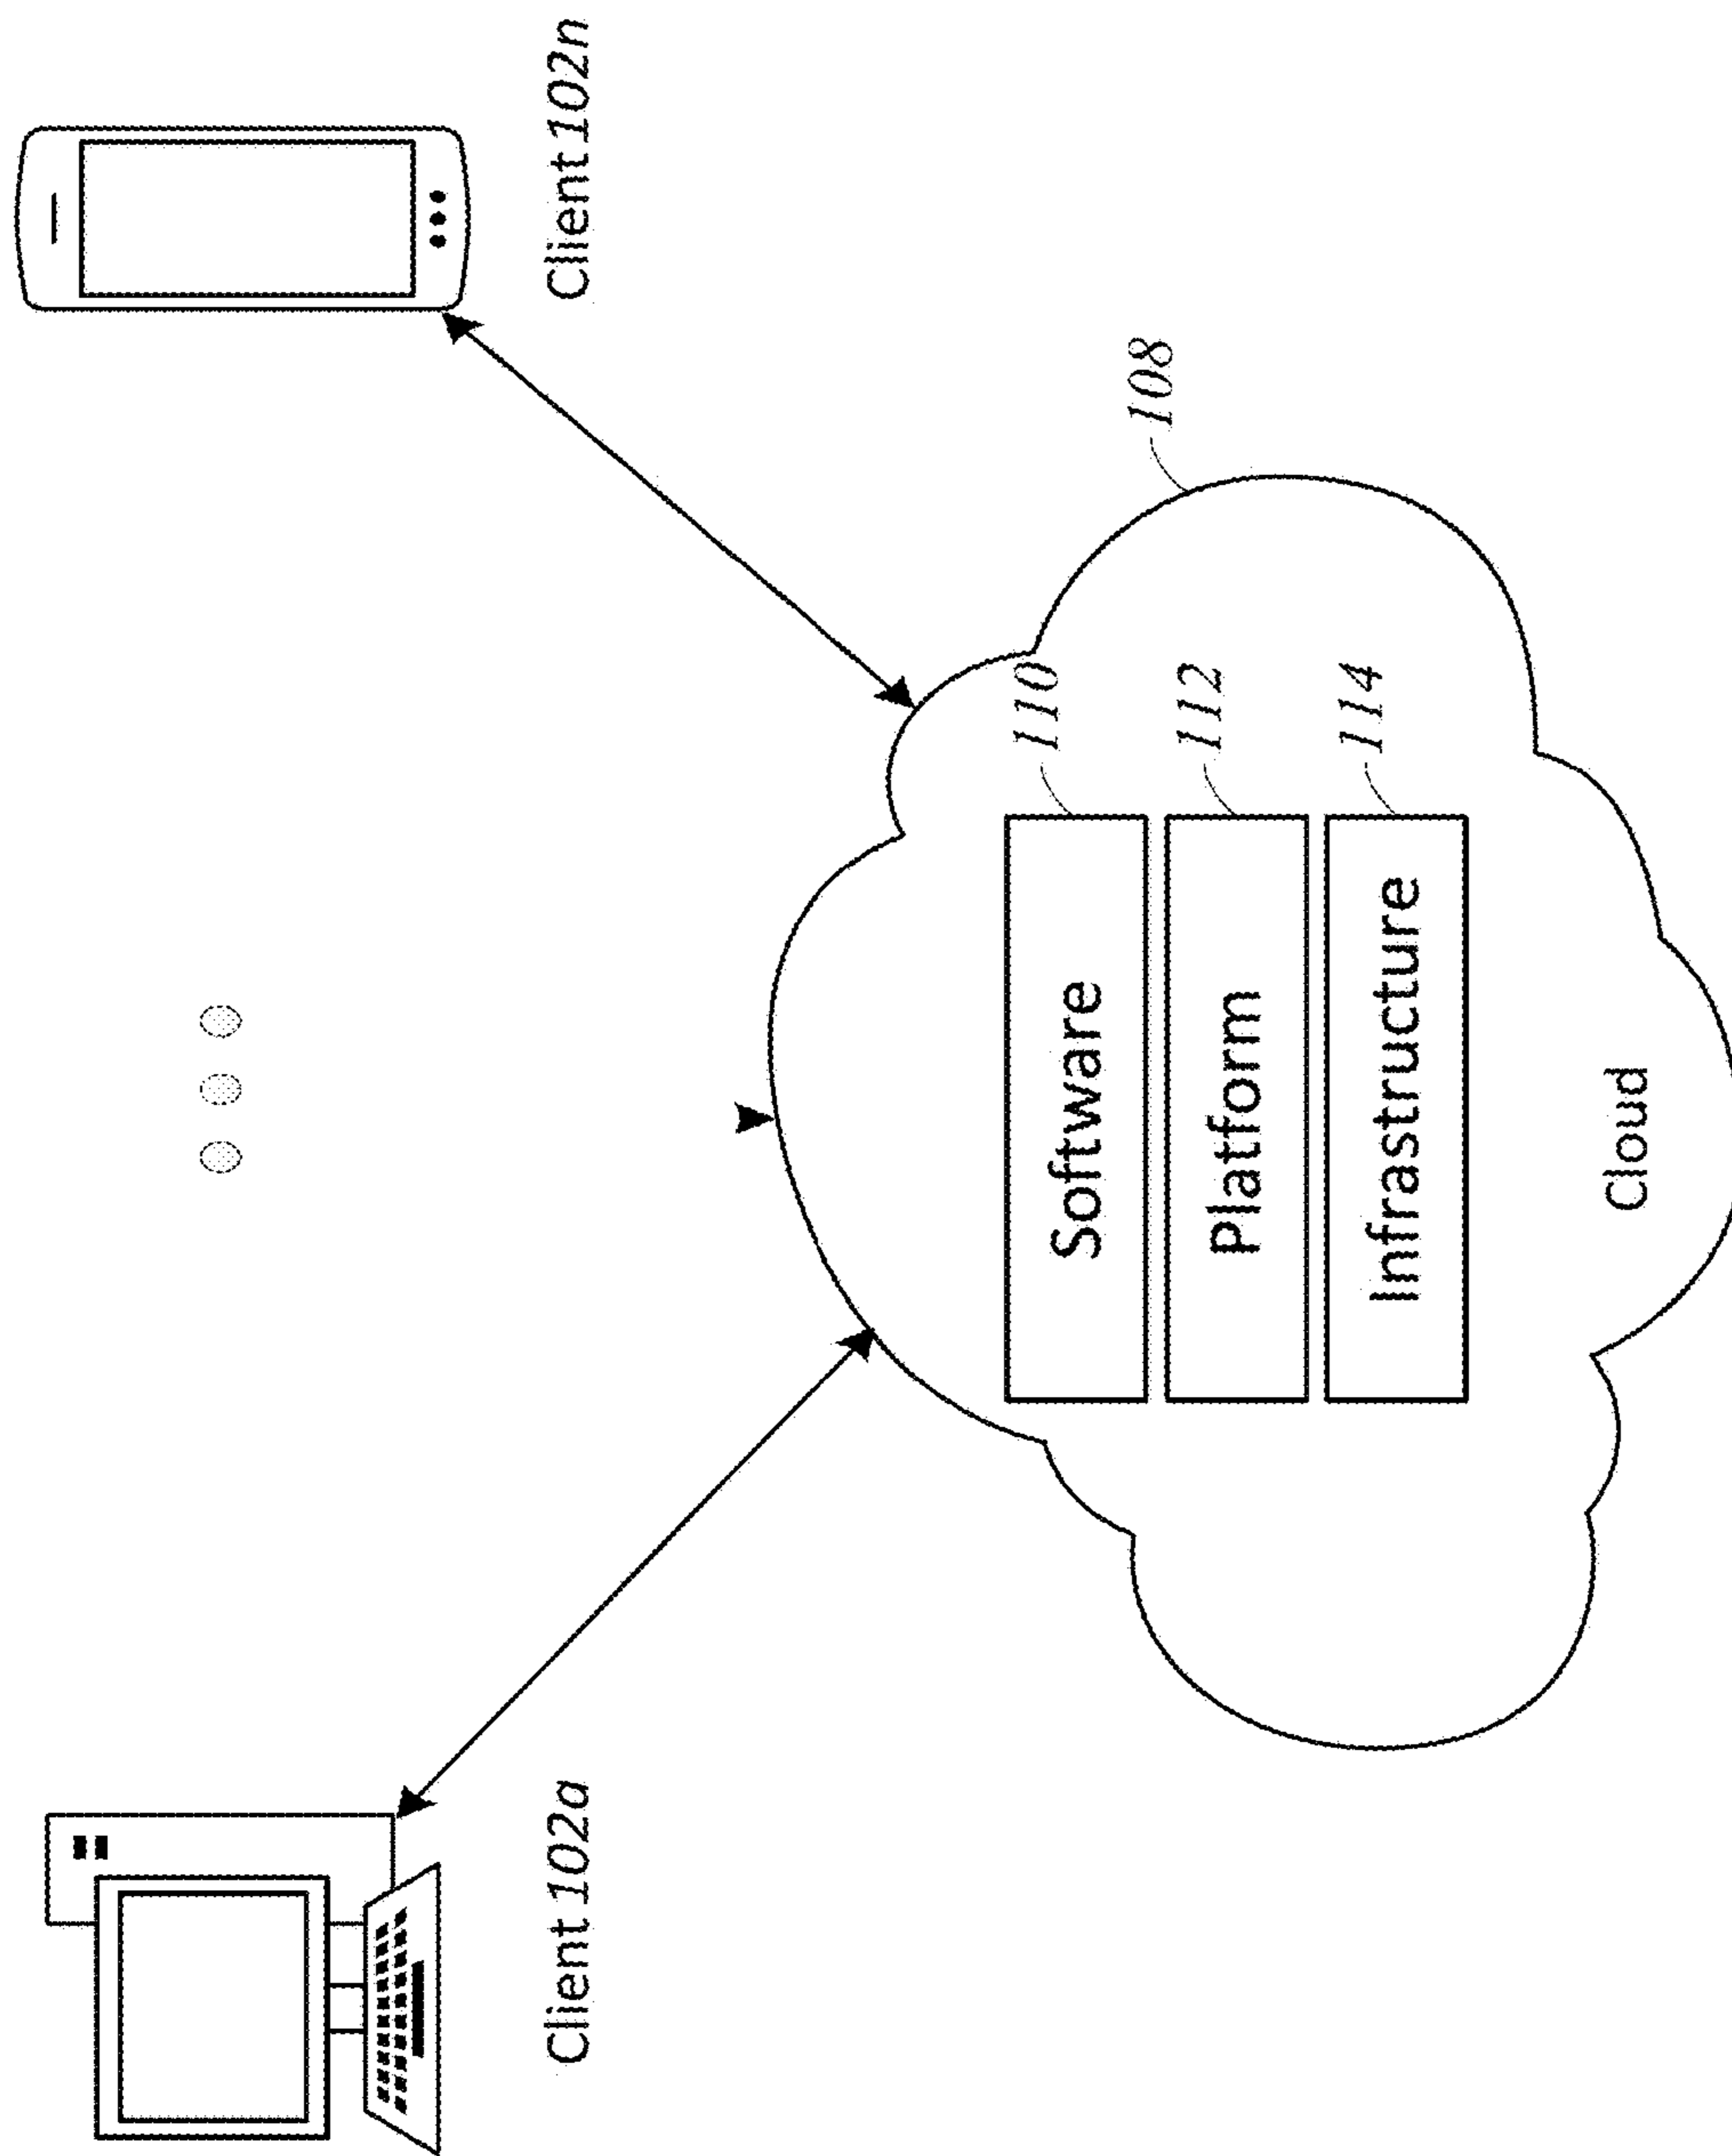 Client 102a
Client 102n
108
Software
110
Platform
112
Infrastructure
114
Cloud